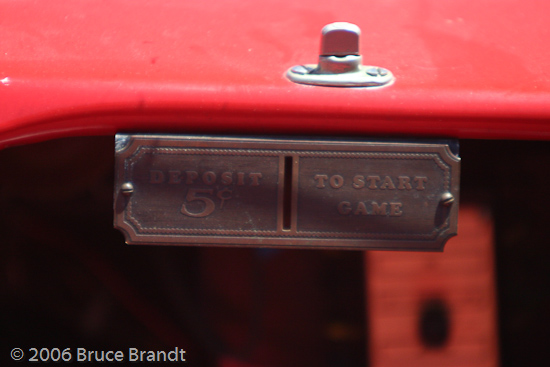 DEPOSIT
5¢
TO START
GAME
© 2006 Bruce Brandt